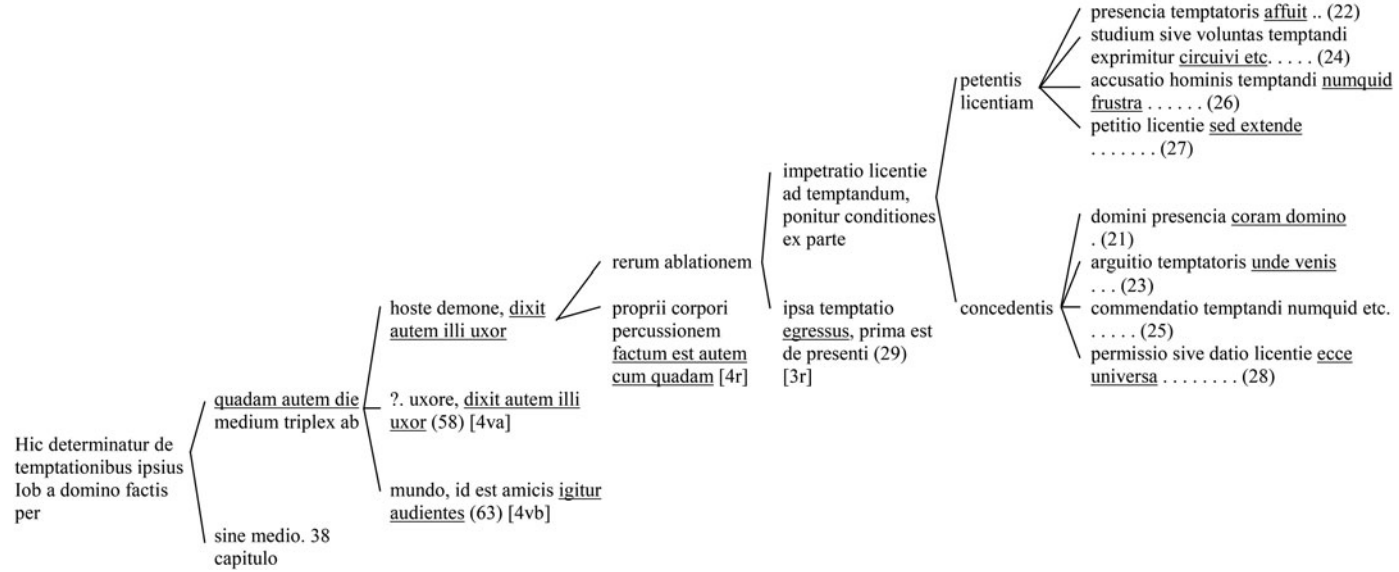 Hic determinatur de
temptationibus ipsius
Iob a domino factis
per
quadam autem die
medium triplex ab
sine medio. 38
capitulo
hoste demone, dixit
autem illi uxor
?. uxore, dixit autem illi
uxor (58) [4va]
mundo, id est amicis igitur
audientes (63) [4vb]
rerum ablationem
proprii corpori
percussionem
factum est autem
cum quadam [4r]
impetratio licentie
ad temptandum,
ponitur conditiones
ex parte
ipsa temptatio
egressus, prima est
de presenti (29)
[3r]
petentis
licentiam
concedentis
presencia temptatoris affuit .. (22)
studium sive voluntas temptandi
exprimitur circuivi etc. . . . . (24)
accusatio hominis temptandi numquid
frustra . . . . . . (26)
petitio licentie sed extende
. . . . . . . (27)
domini presencia coram domino
. (21)
arguitio temptatoris unde venis
. . . (23)
commendatio temptandi numquid etc.
. . . . . (25)
permissio sive datio licentie ecce
universa . . . . . . . . (28)